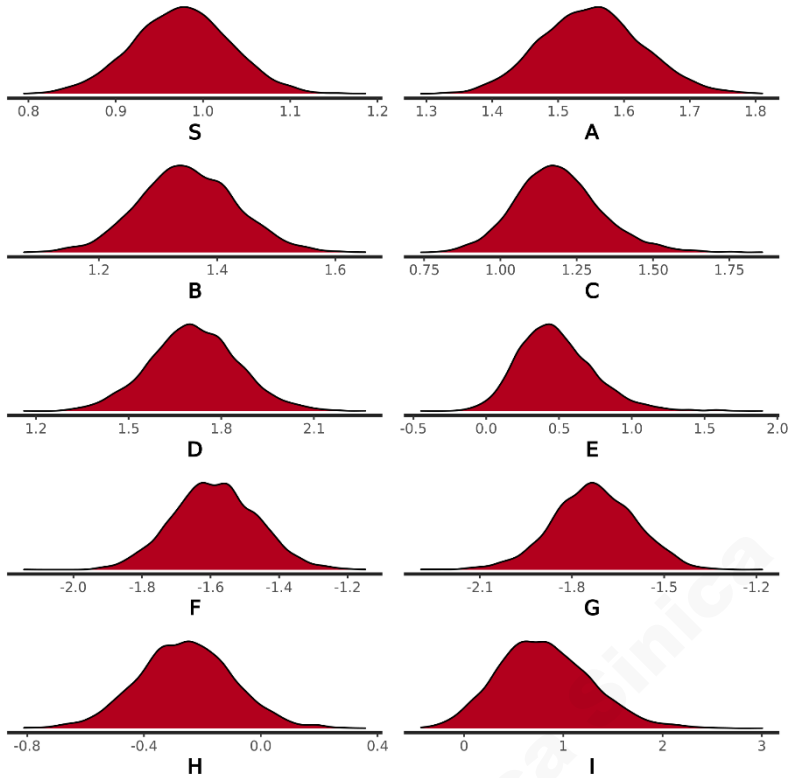 0.8 0.9 1.0 1.1 1.2
S
1.3 1.4 1.5 1.6 1.7 1.8
A
1.2 1.4 1.6
B
0.75 1.00 1.25 1.50 1.75
C
1.2 1.5 1.8 2.1
D
-0.5 0.0 0.5 1.0 1.5 2.0
E
-2.0 -1.8 -1.6 -1.4 -1.2
F
-2.1 -1.8 -1.5 -1.2
G
-0.8 -0.4 0.0 0.4
H
0 1 2 3
I
Sinica